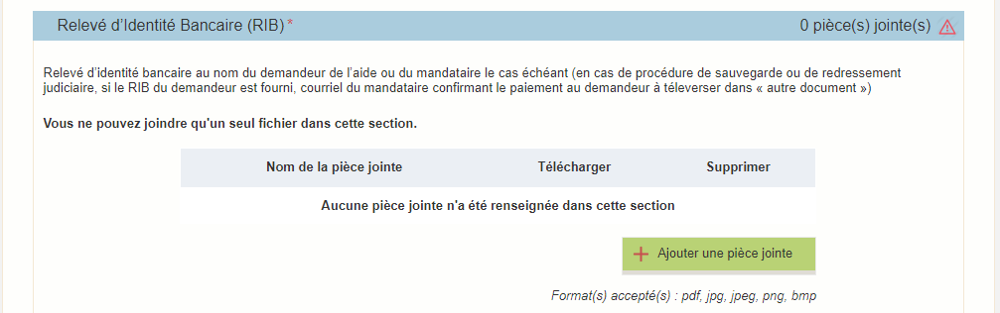 Relevé d'Identité Bancaire (RIB) * 0 pièce(s) jointe(s)
Relevé d'identité bancaire au nom du demandeur de l'aide ou du mandataire le cas échéant (en cas de procédure de sauvegarde ou de redressement
judiciaire, si le RIB du demandeur est fourni, courriel du mandataire confirmant le paiement au demandeur à téleverser dans « autre document »)
Vous ne pouvez joindre qu'un seul fichier dans cette section.
Nom de la pièce jointe Télécharger Supprimer
Aucune pièce jointe n'a été renseignée dans cette section
Ajouter une pièce jointe
Format(s) accepté(s) : pdf, jpg, jpeg, png, bmp